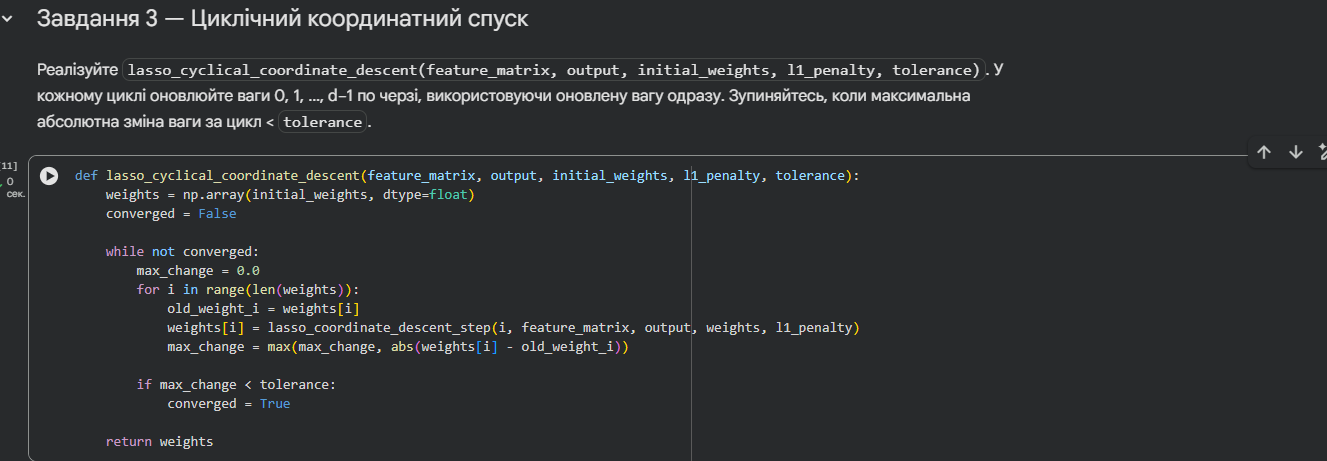 Завдання 3 — Циклічний координатний спуск
Реалізуйте lasso_cyclical_coordinate_descent(feature_matrix, output, initial_weights, l1_penalty, tolerance). У
кожному циклі оновлюйте ваги 0, 1, ..., d-1 по черзі, використовуючи оновлену вагу одразу. Зупиняйтесь, коли максимальна
абсолютна зміна ваги за цикл < tolerance.
[11]
0
сек.
def lasso_cyclical_coordinate_descent(feature_matrix, output, initial_weights, l1_penalty, tolerance):
    weights = np.array(initial_weights, dtype=float)
    converged = False
    while not converged:
        max_change = 0.0
        for i in range(len(weights)):
            old_weight_i = weights[i]
            weights[i] = lasso_coordinate_descent_step(i, feature_matrix, output, weights, l1_penalty)
            max_change = max(max_change, abs(weights[i] - old_weight_i))
        if max_change < tolerance:
            converged = True
    return weights